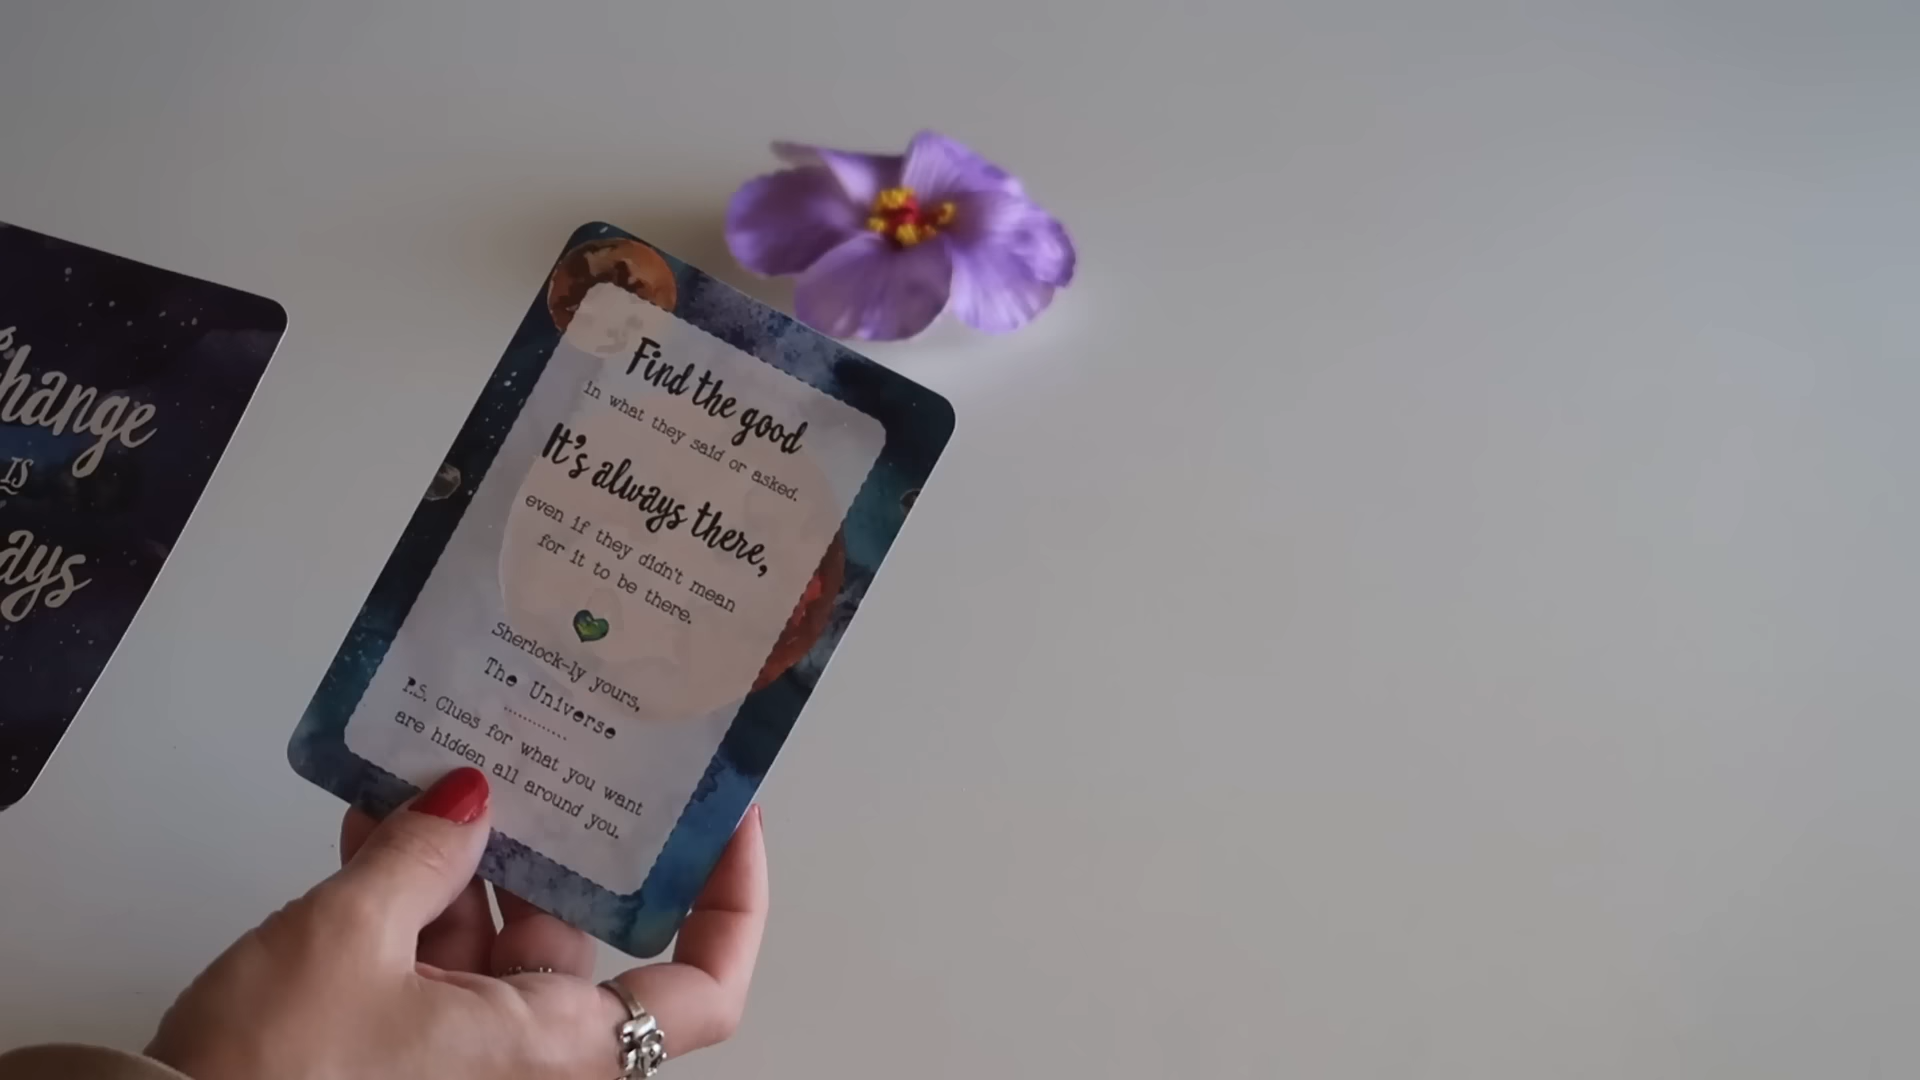 Change
IS
Find the good
in what they said or asked.
It's always there,
even if they didn't mean
for it to be there.
Sherlock-ly yours,
The Universe
P.S. Clues for what you want
are hidden all around you.